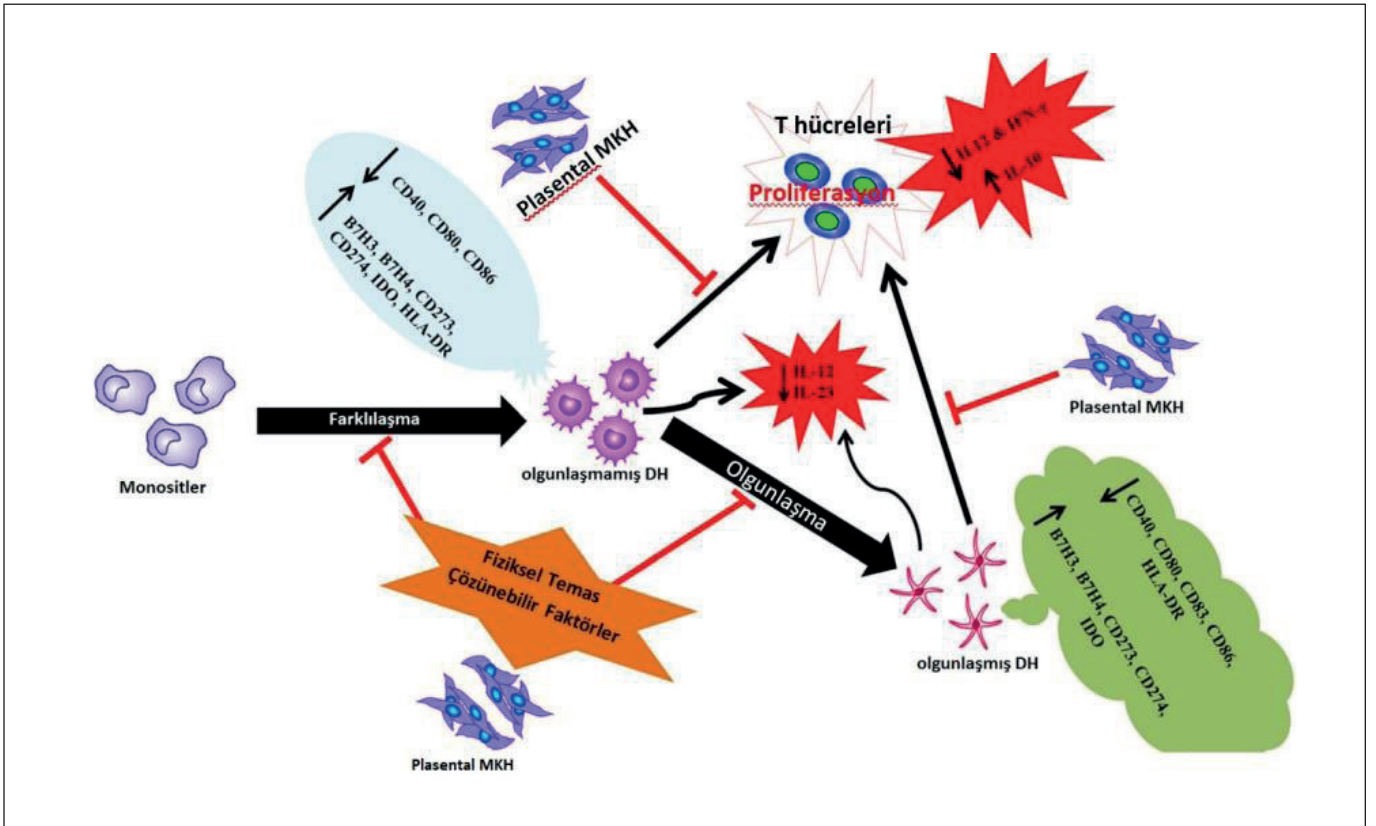 Plasental MKH
T hücreleri
Proliferasyon
IL12 & IFN-γ
IL-10
CD40, CD80, CD86
B7H3, B7H4, CD273,
CD274, IDO, HLA-DR
Monositler
Farklılaşma
olgunlaşmamış DH
IL-12
IL-23
Plasental MKH
Olgunlaşma
Fiziksel Temas
Çözünebilir Faktörler
Plasental MKH
olgunlaşmış DH
CD40, CD80, CD83, CD86,
HLA-DR
B7H3, B7H4, CD273, CD274,
IDO